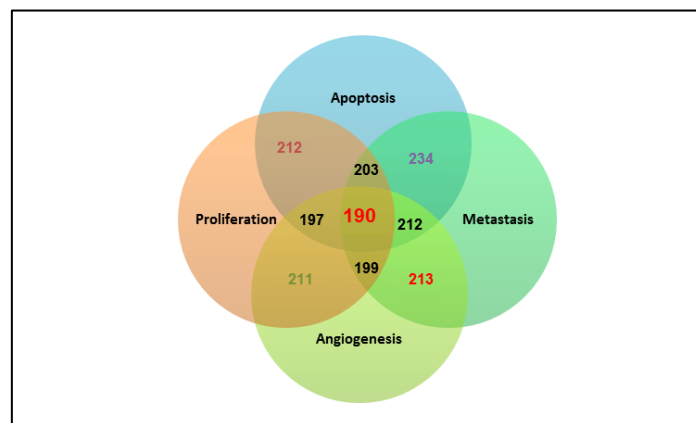 Apoptosis
212
234
203
Proliferation
197
190
212
Metastasis
199
211
213
Angiogenesis